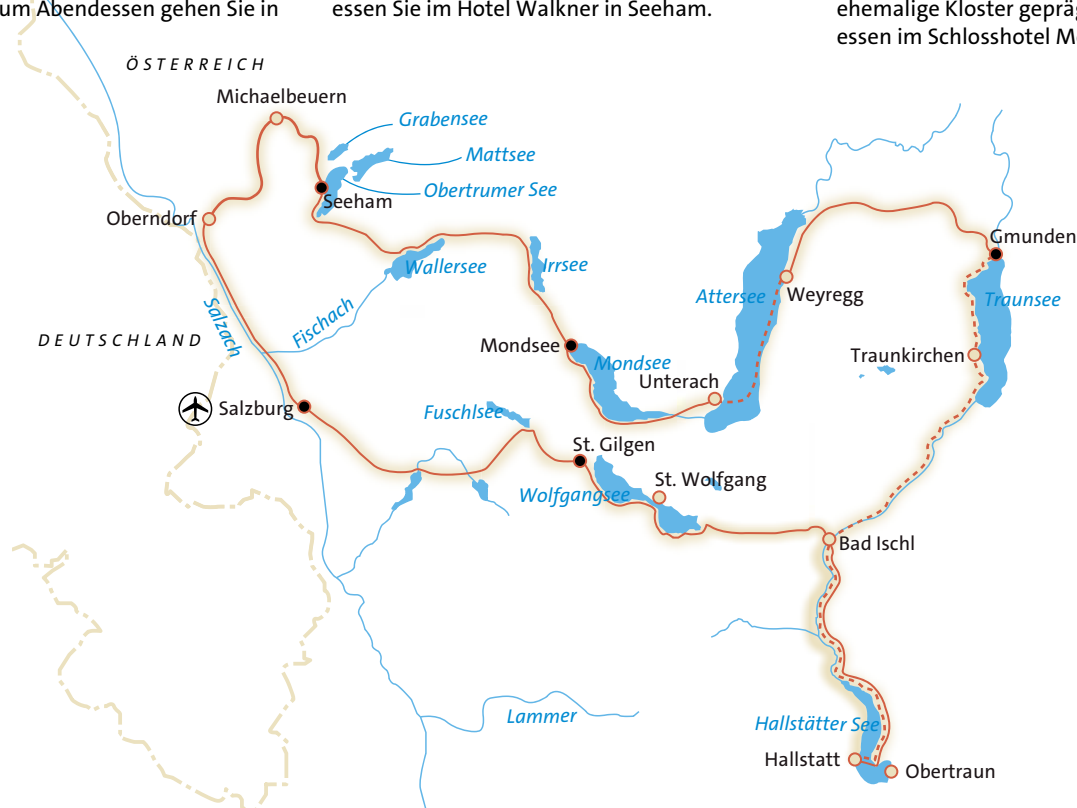 um Abendessen gehen Sie in
essen Sie im Hotel Walkner in Seeham.
ehemalige Kloster gepräg
essen im Schlosshotel M
ÖSTERREICH
Michaelbeuern
Grabensee
Mattsee
Obertrumer See
Seeham
Oberndorf
Gmunden
Wallersee
Irrsee
Attersee
Weyregg
Traunsee
Salzach
Fischach
DEUTSCHLAND
Mondsee
Mondsee
Traunkirchen
Unterach
Salzburg
Fuschlsee
St. Gilgen
St. Wolfgang
Wolfgangsee
Bad Ischl
Lammer
Hallstätter See
Hallstatt
Obertraun